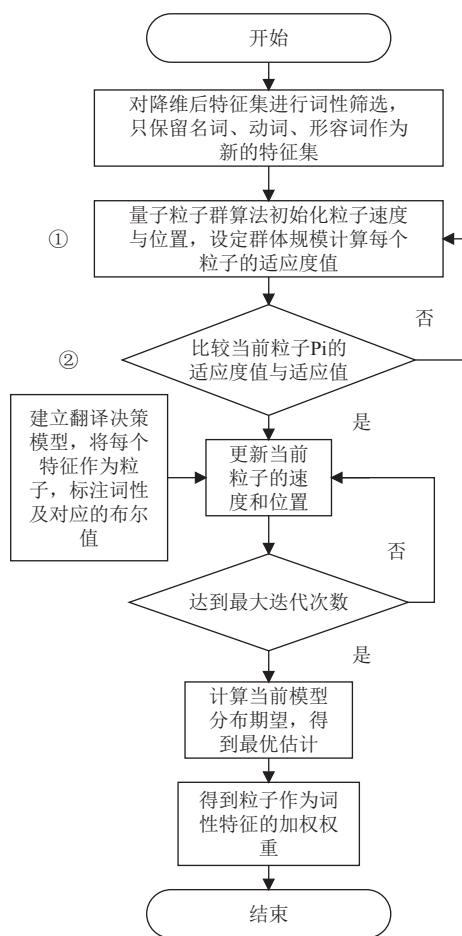 开始
对降维后特征集进行词性筛选，
只保留名词、动词、形容词作为
新的特征集
①
量子粒子群算法初始化粒子速度
与位置，设定群体规模计算每个
粒子的适应度值
否
②
比较当前粒子Pi的
适应度值与适应值
是
建立翻译决策
模型，将每个
特征作为粒
子，标注词性
及对应的布尔
值
更新当前
粒子的速
度和位置
否
达到最大迭代次数
是
计算当前模型
分布期望，得
到最优估计
得到粒子作为词
性特征的加权权
重
结束